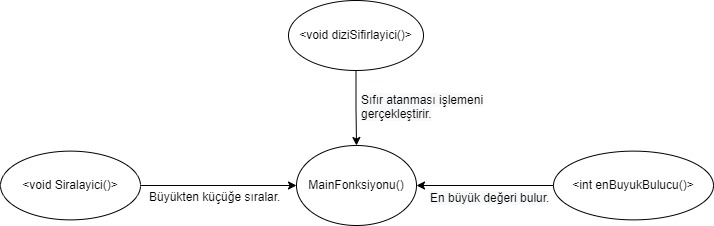 <void diziSifirlayici()>
Sıfır atanması işlemeni
gerçekleştirir.
<void Siralayici()>
Büyükten küçüğe sıralar.
MainFonksiyonu()
En büyük değeri bulur.
<int enBuyukBulucu()>